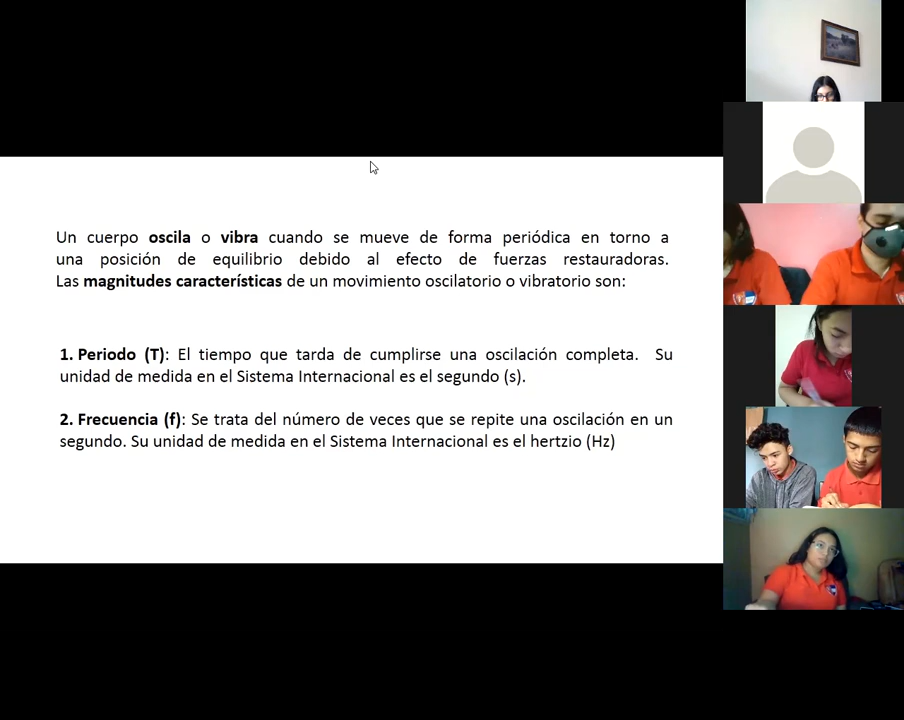 Un cuerpo oscila o vibra cuando se mueve de forma periódica en torno a
una posición de equilibrio debido al efecto de fuerzas restauradoras.
Las magnitudes características de un movimiento oscilatorio o vibratorio son:
1. Periodo (T): El tiempo que tarda de cumplirse una oscilación completa. Su
unidad de medida en el Sistema Internacional es el segundo (s).
2. Frecuencia (f): Se trata del número de veces que se repite una oscilación en un
segundo. Su unidad de medida en el Sistema Internacional es el hertzio (Hz)